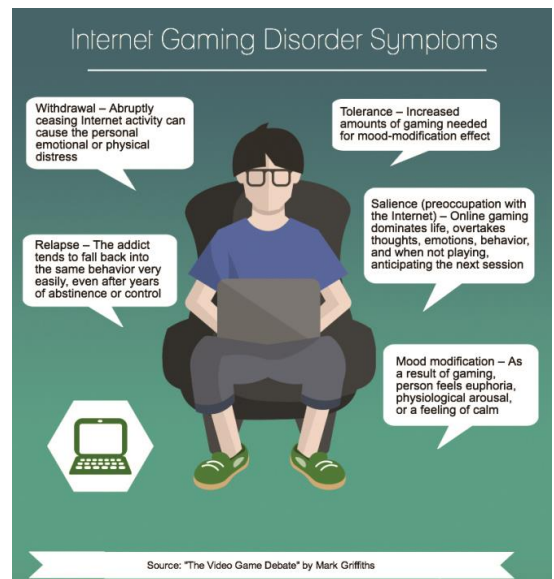 Internet Gaming Disorder Symptoms
Withdrawal – Abruptly
ceasing Internet activity can
cause the personal
emotional or physical
distress
Tolerance – Increased
amounts of gaming needed
for mood-modification effect
Salience (preoccupation with
the Internet) – Online gaming
dominates life, overtakes
thoughts, emotions, behavior,
and when not playing,
anticipating the next session
Relapse – The addict
tends to fall back into
the same behavior very
easily, even after years
of abstinence or control
Mood modification – As
a result of gaming,
person feels euphoria,
physiological arousal,
or a feeling of calm
Source: "The Video Game Debate" by Mark Griffiths